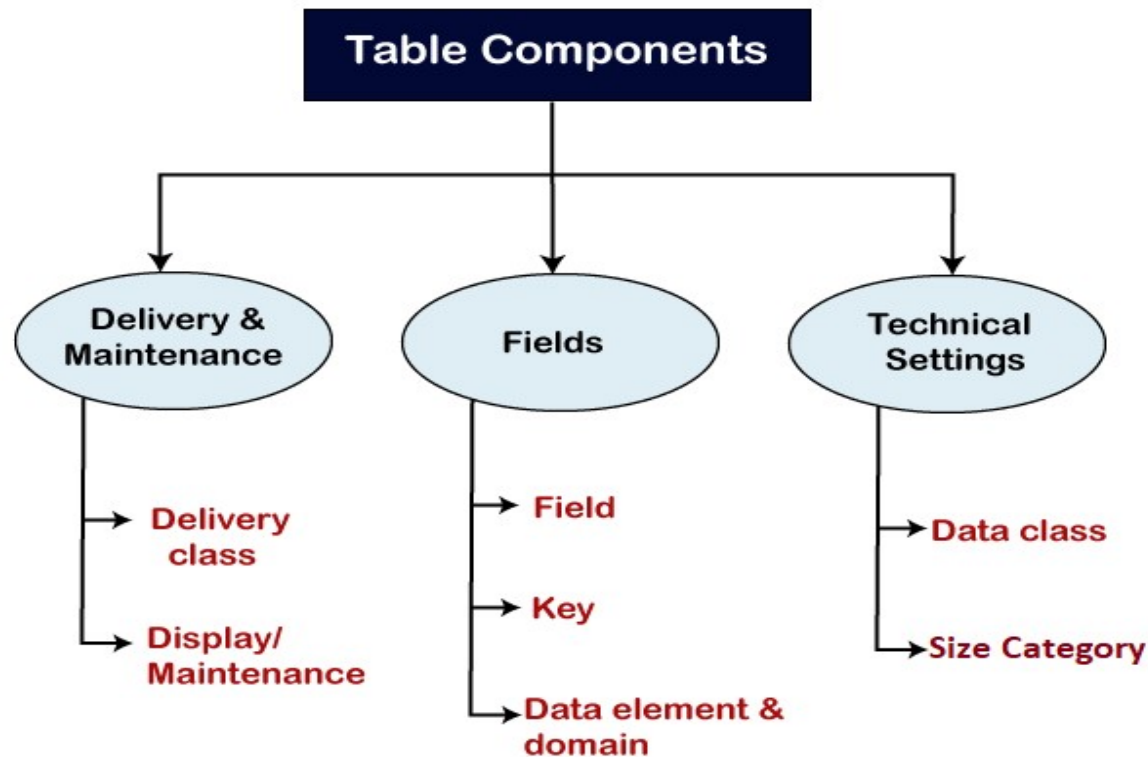 Table Components
Delivery &
Maintenance
Fields
Technical
Settings
Delivery
class
Display/
Maintenance
Field
Key
Data element &
domain
Data class
Size Category